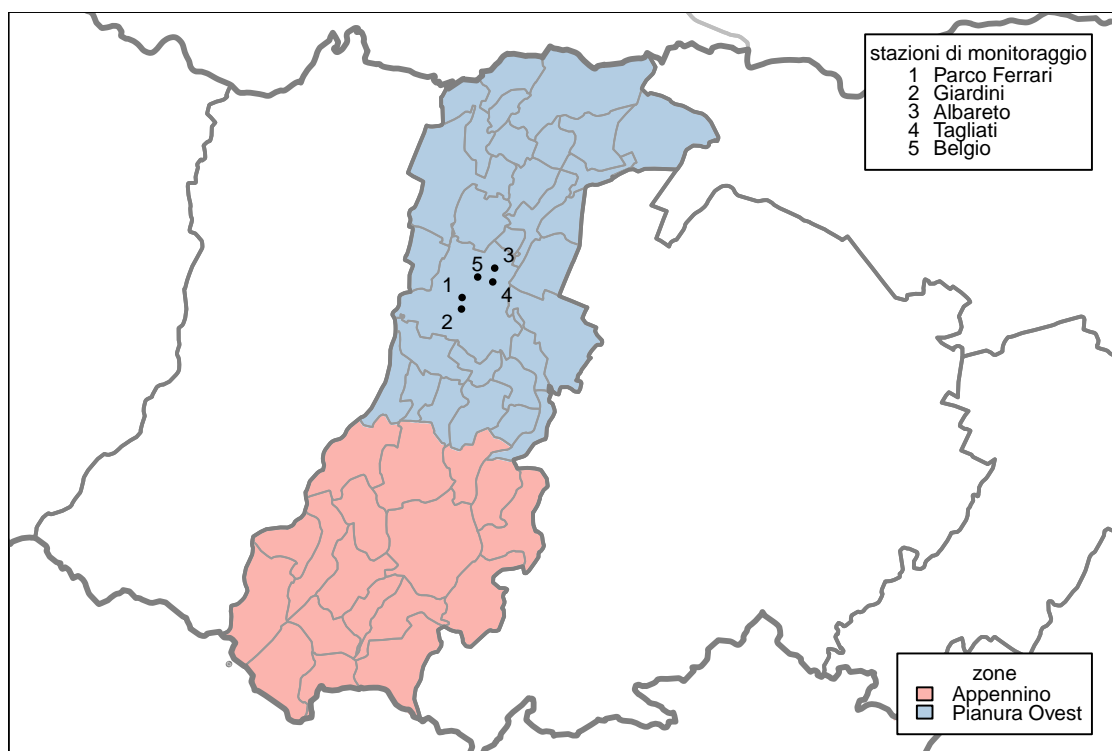 stazioni di monitoraggio
1 Parco Ferrari
2 Giardini
3 Albareto
4 Tagliati
5 Belgio
3
5
4
1
2
zone
Appennino
Pianura Ovest